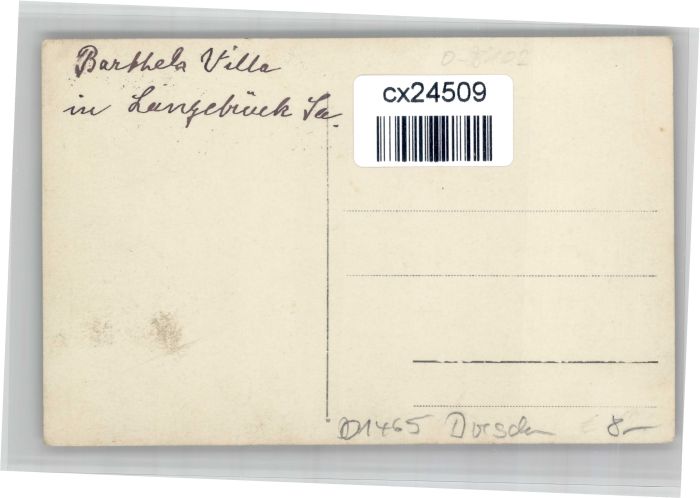 Barthels Villa
in Langebrück Sa.
cx24509
01465 Dresden 8-